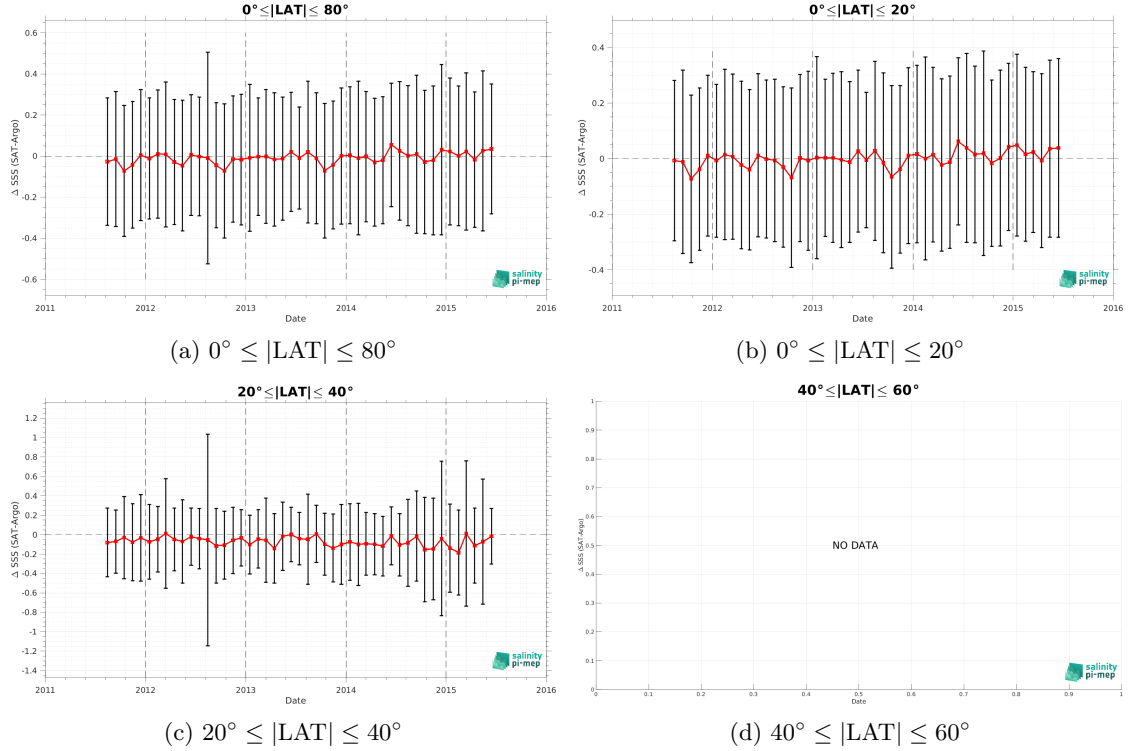 0°≤|LAT|≤ 80°
Δ SSS (SAT-Argo)
0.6
0.4
0.2
0
-0.2
-0.4
-0.6
2011 2012 2013 2014 2015 2016
Date
salinity
pi-mep
(a) 0° ≤ |LAT| ≤ 80°
0°≤|LAT|≤ 20°
Δ SSS (SAT-Argo)
0.4
0.2
0
-0.2
-0.4
2011 2012 2013 2014 2015 2016
Date
salinity
pi-mep
(b) 0° ≤ |LAT| ≤ 20°
20°≤|LAT|≤ 40°
Δ SSS (SAT-Argo)
1.2
1
0.8
0.6
0.4
0.2
0
-0.2
-0.4
-0.6
-0.8
-1
-1.2
-1.4
2011 2012 2013 2014 2015 2016
Date
salinity
pi-mep
(c) 20° ≤ |LAT| ≤ 40°
40°≤|LAT|≤ 60°
Δ SSS (SAT-Argo)
1
0.9
0.8
0.7
0.6
0.5
0.4
0.3
0.2
0.1
0
NO DATA
0 0.1 0.2 0.3 0.4 0.5 0.6 0.7 0.8 0.9 1
Date
salinity
pi-mep
(d) 40° ≤ |LAT| ≤ 60°